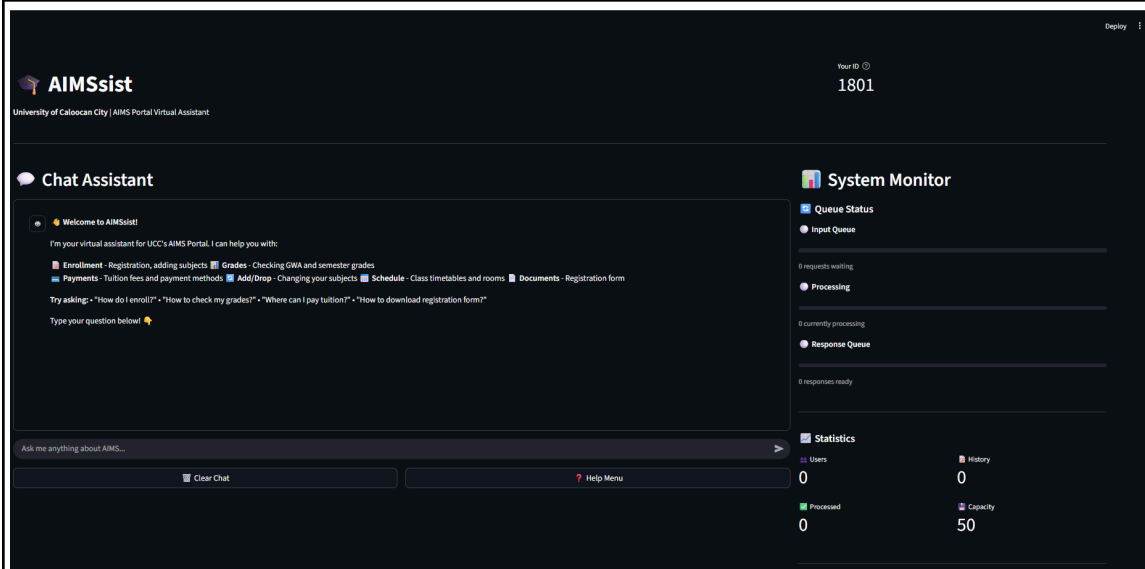 Deploy
AIMSsist
University of Caloocan City | AIMS Portal Virtual Assistant
Your ID
1801
Chat Assistant
Welcome to AIMSsist!
I'm your virtual assistant for UCC's AIMS Portal. I can help you with:
Enrollment - Registration, adding subjects Grades - Checking GWA and semester grades
Payments - Tuition fees and payment methods Add/Drop - Changing your subjects Schedule - Class timetables and rooms Documents - Registration form
Try asking: • "How do I enroll?" • "How to check my grades?" • "Where can I pay tuition?" • "How to download registration form?"
Type your question below!
Ask me anything about AIMS...
Clear Chat
Help Menu
System Monitor
Queue Status
Input Queue
0 requests waiting
Processing
0 currently processing
Response Queue
0 responses ready
Statistics
Users
0
History
0
Processed
0
Capacity
50